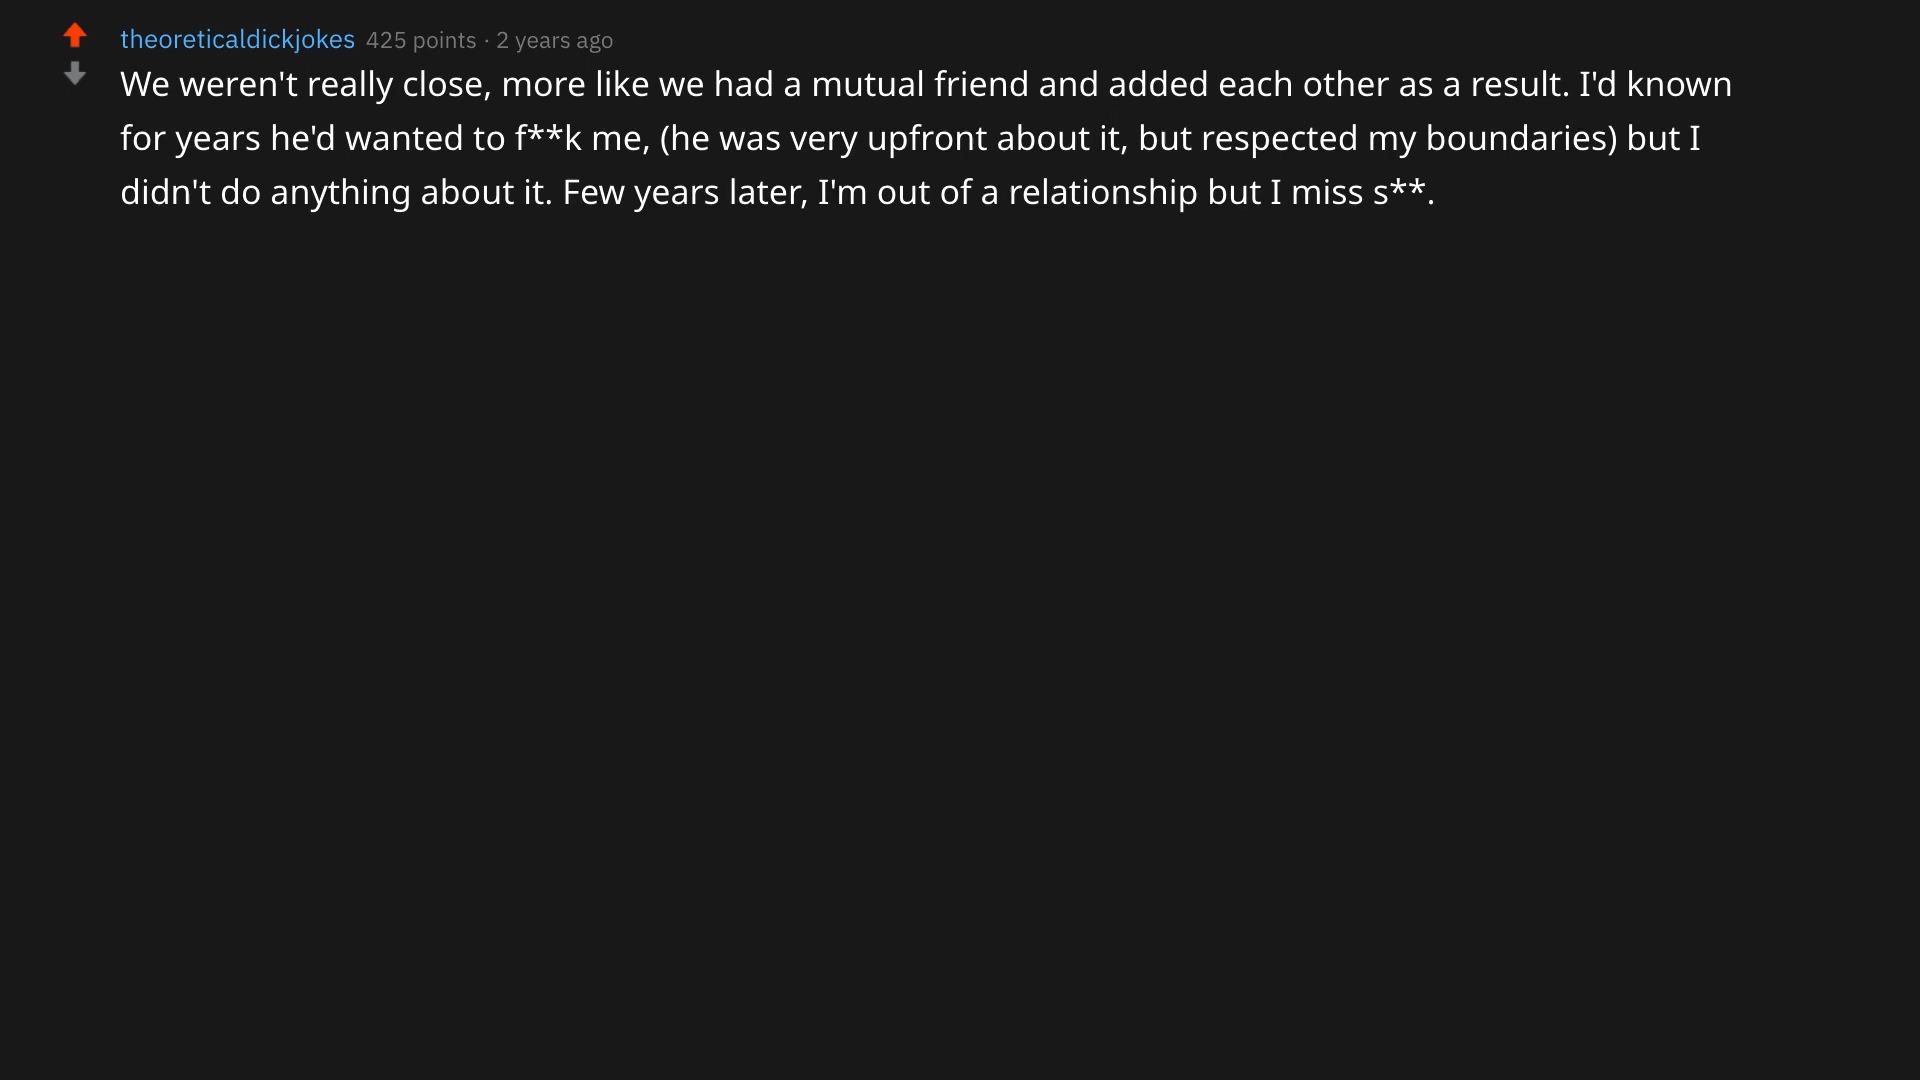 theoreticaldickjokes 425 points · 2 years ago
We weren't really close, more like we had a mutual friend and added each other as a result. I'd known
for years he'd wanted to f**k me, (he was very upfront about it, but respected my boundaries) but I
didn't do anything about it. Few years later, I'm out of a relationship but I miss s**.